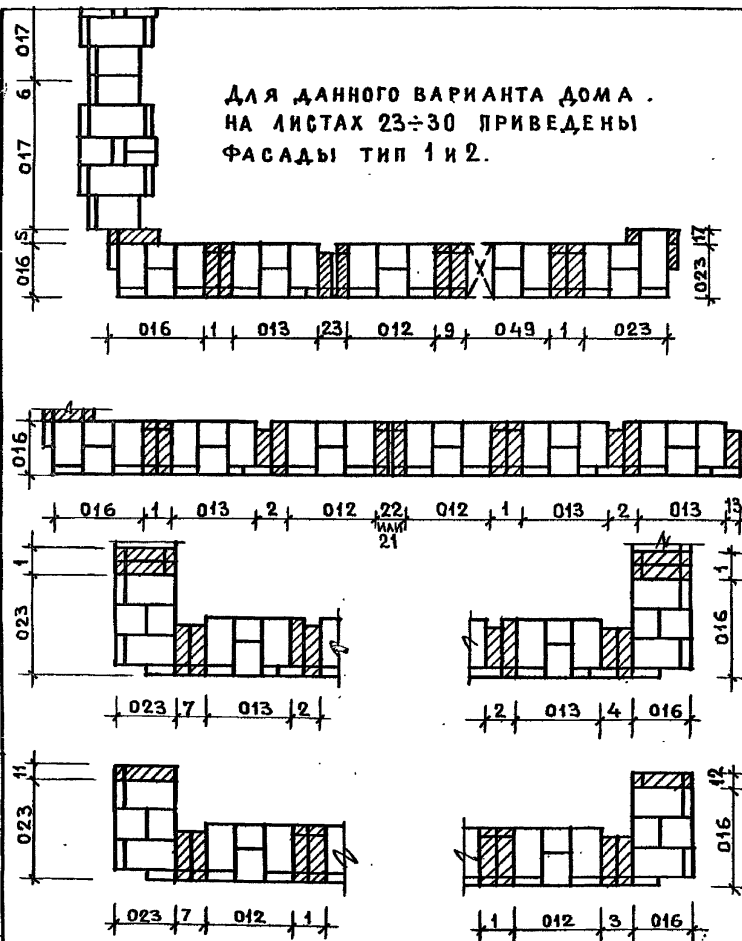 017
6
017
ДЛЯ ДАННОГО ВАРИАНТА ДОМА.
НА ЛИСТАХ 23÷30 ПРИВЕДЕНЫ
ФАСАДЫ ТИП 1 И 2.
5
016
17
023
016 1 013 23 012 9 049 1 023
016
016 1 013 2 012 22 012 1 013 2 013 13
ИЛИ
21
1
023
1
016
023 7 013 2
2 013 4 016
11
023
12
016
023 7 012 1
1 012 3 016